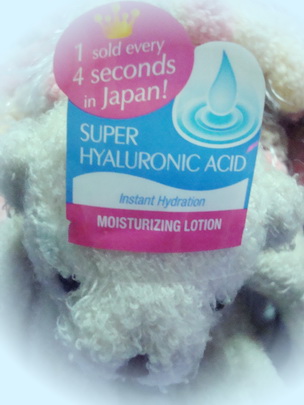 1 sold every
4 seconds
in Japan!
SUPER
HYALURONIC ACID
Instant Hydration
MOISTURIZING LOTION